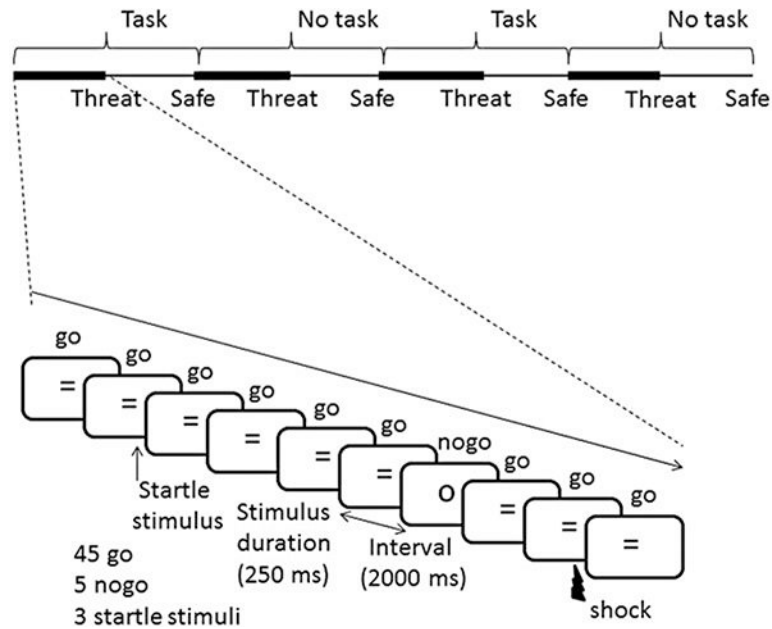 Task No task Task No task
Threat Safe Threat Safe Threat Safe Threat Safe
go
=
go
=
go
=
go
=
go
=
go
=
nogo
o
go
=
go
=
go
=
Startle
stimulus
Stimulus
duration
(250 ms)
Interval
(2000 ms)
shock
45 go
5 nogo
3 startle stimuli